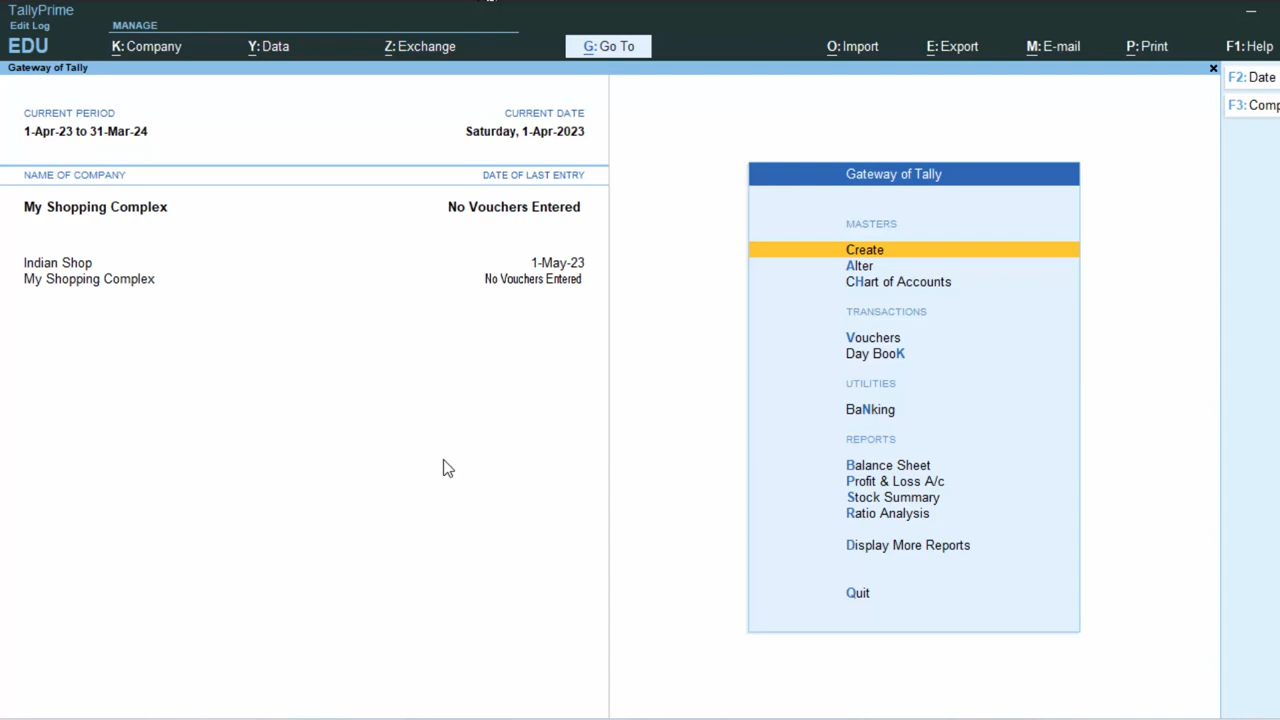 TallyPrime
Edit Log
MANAGE
EDU
K: Company
Y: Data
Z: Exchange
G: Go To
O: Import
E: Export
M: E-mail
P: Print
F1: Help
Gateway of Tally
F2: Date
F3: Comp
CURRENT PERIOD
CURRENT DATE
1-Apr-23 to 31-Mar-24
Saturday, 1-Apr-2023
NAME OF COMPANY
DATE OF LAST ENTRY
My Shopping Complex
No Vouchers Entered
Indian Shop
1-May-23
My Shopping Complex
No Vouchers Entered
Gateway of Tally
MASTERS
Create
Alter
CHart of Accounts
TRANSACTIONS
Vouchers
Day BooK
UTILITIES
BaNking
REPORTS
Balance Sheet
Profit & Loss A/c
Stock Summary
Ratio Analysis
Display More Reports
Quit